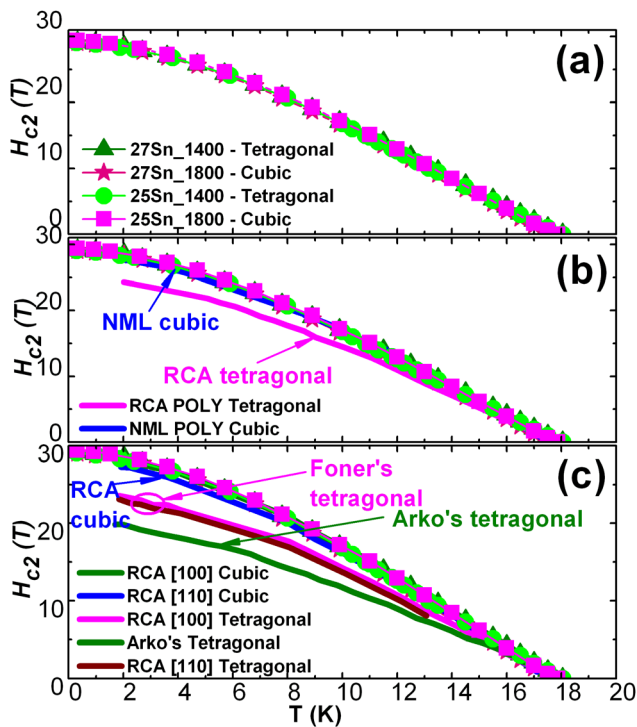 30
20
10
0
H_c2 (T)
(a)
27Sn_1400 - Tetragonal
27Sn_1800 - Cubic
25Sn_1400 - Tetragonal
25Sn_1800 - Cubic
30
20
10
0
H_c2 (T)
(b)
NML cubic
RCA tetragonal
RCA POLY Tetragonal
NML POLY Cubic
30
20
10
0
H_c2 (T)
(c)
RCA
cubic
Foner's
tetragonal
Arko's tetragonal
RCA [100] Cubic
RCA [110] Cubic
RCA [100] Tetragonal
Arko's Tetragonal
RCA [110] Tetragonal
0 2 4 6 8 10 12 14 16 18 20
T (K)